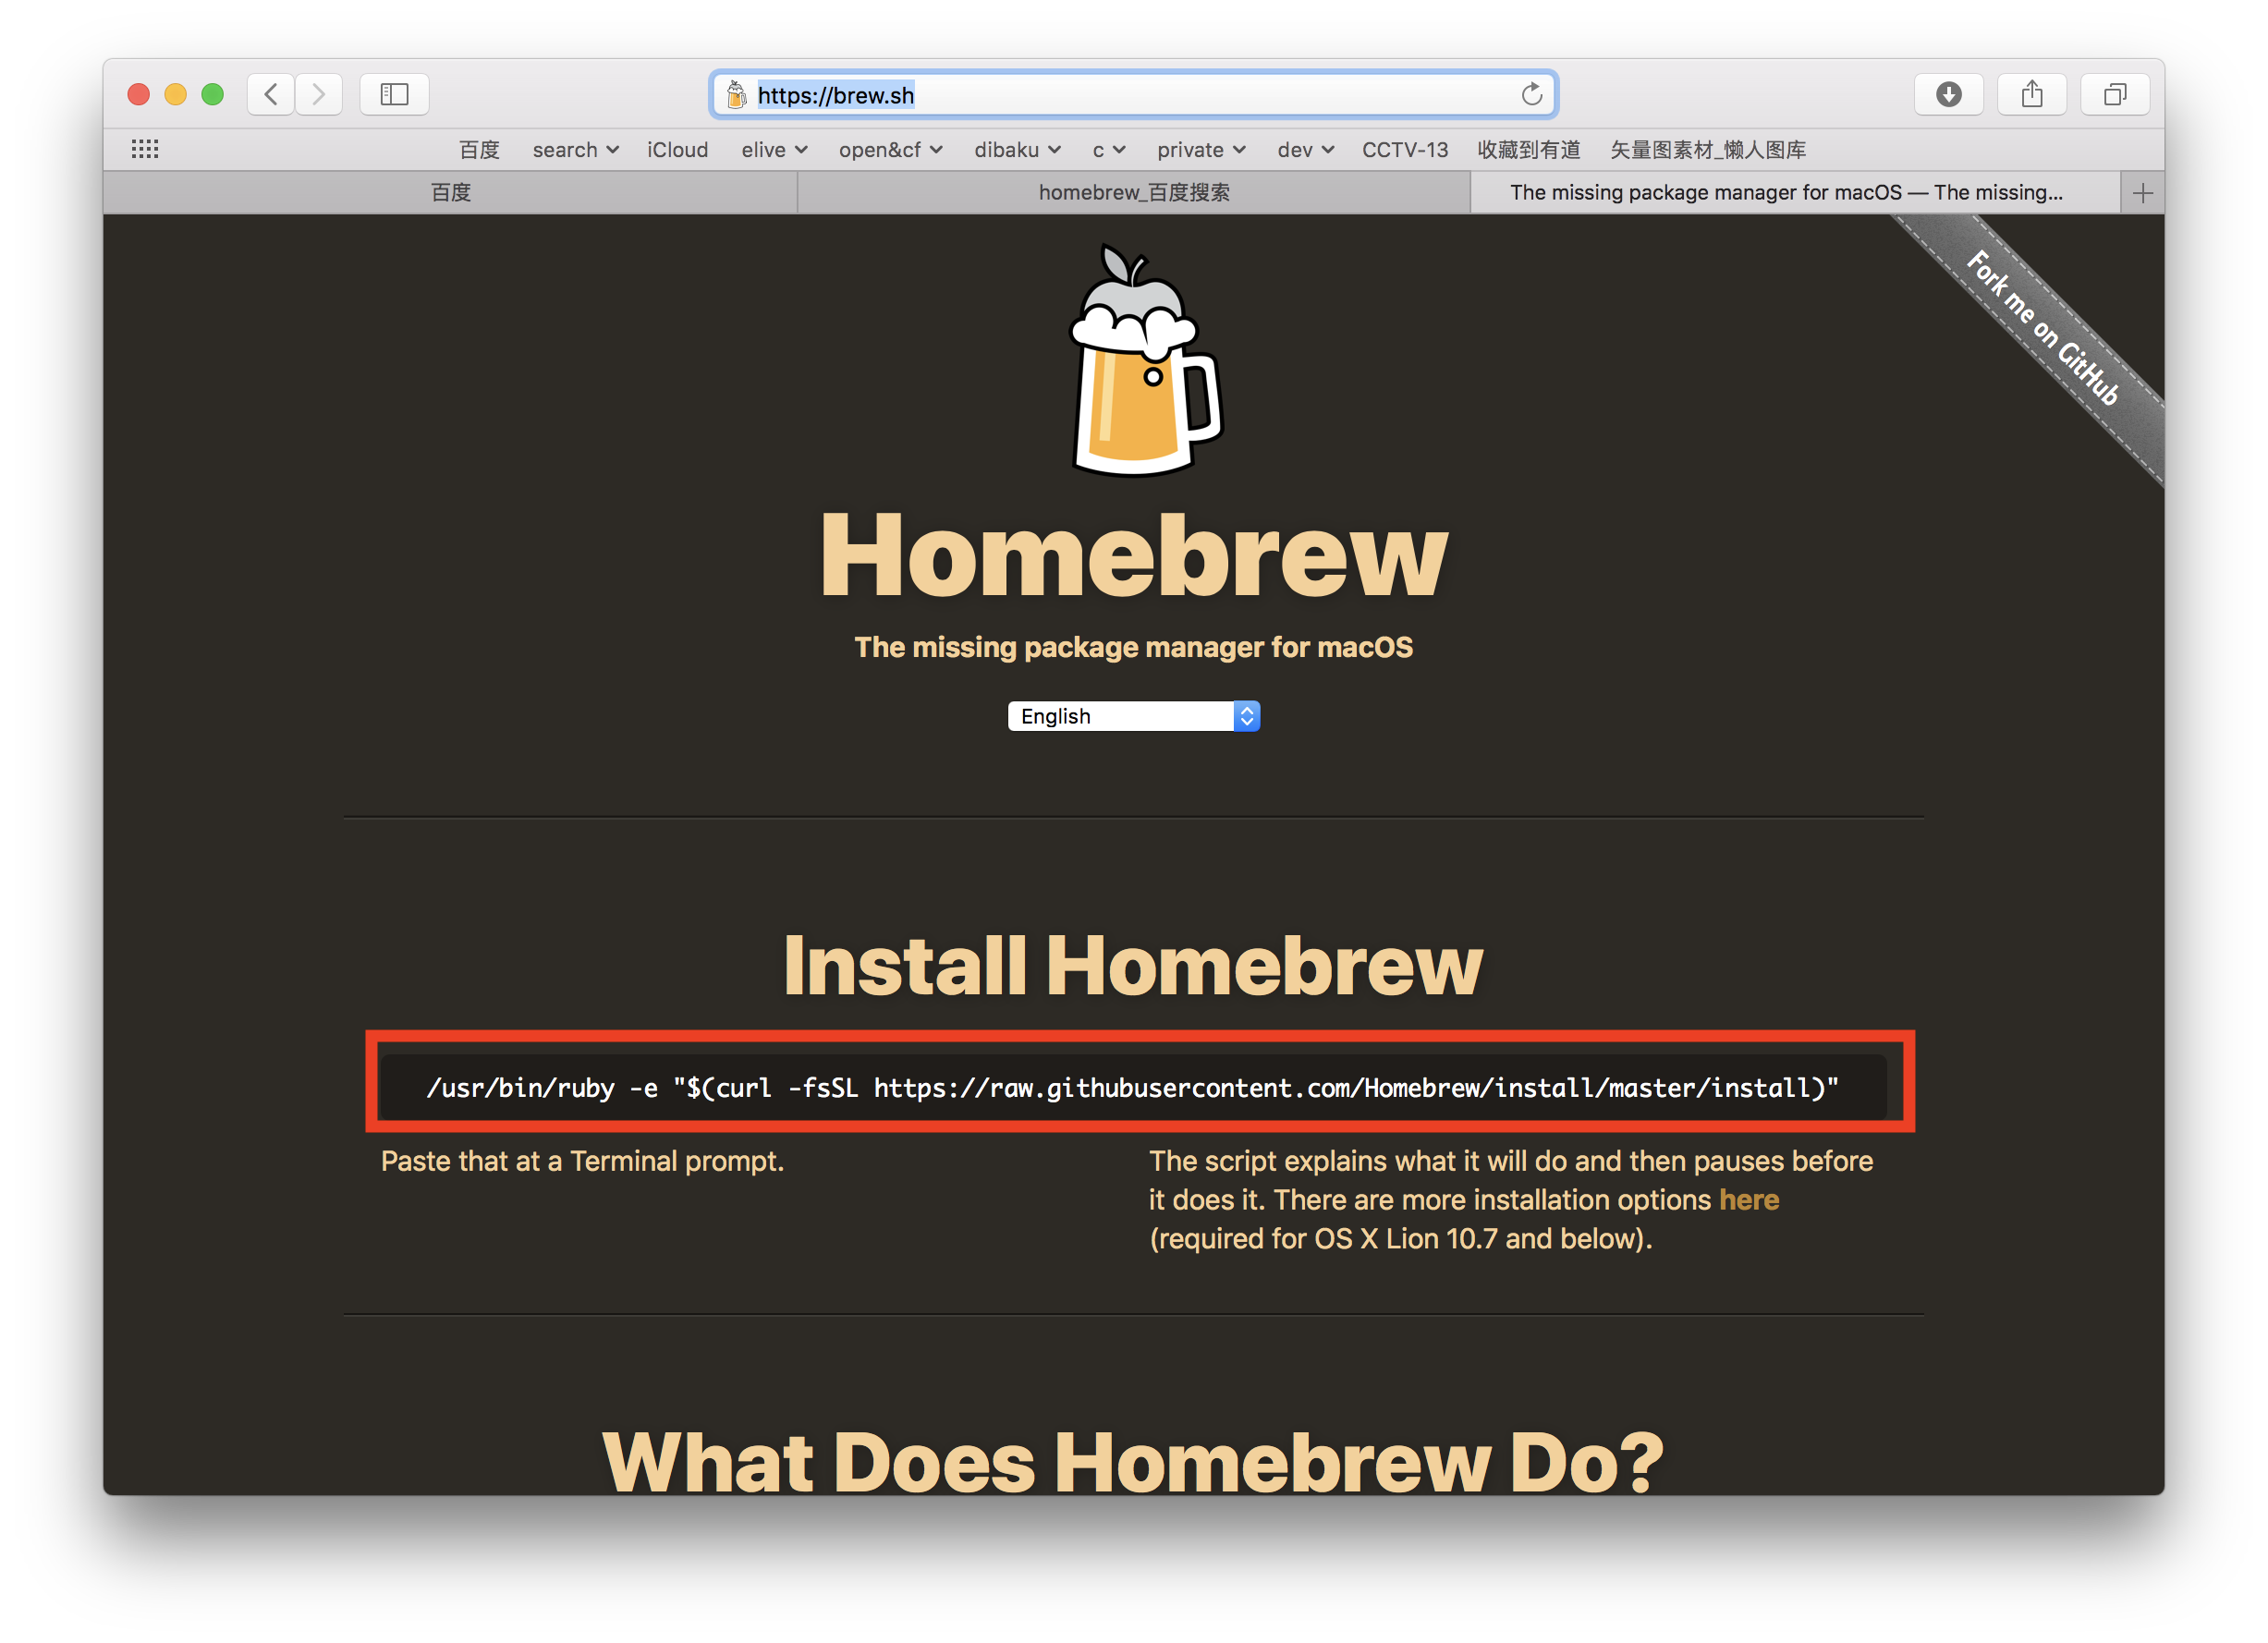 https://brew.sh
百度 search iCloud elive open&cf dibaku c private dev CCTV-13 收藏到有道 矢量图素材_懒人图库
百度 homebrew_百度搜索 The missing package manager for macOS — The missing...
Fork me on GitHub
Homebrew
The missing package manager for macOS
English
Install Homebrew
/usr/bin/ruby -e "$(curl -fsSL https://raw.githubusercontent.com/Homebrew/install/master/install)"
Paste that at a Terminal prompt.
The script explains what it will do and then pauses before
it does it. There are more installation options here
(required for OS X Lion 10.7 and below).
What Does Homebrew Do?